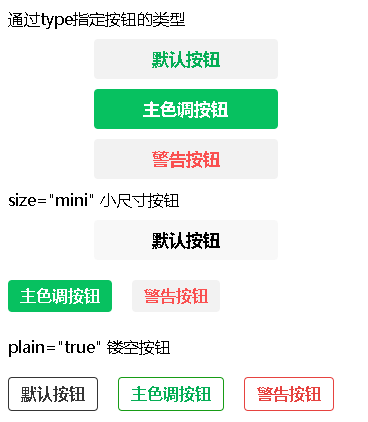 通过type指定按钮的类型
默认按钮
主色调按钮
警告按钮
size="mini" 小尺寸按钮
默认按钮
主色调按钮 警告按钮
plain="true" 镂空按钮
默认按钮 主色调按钮 警告按钮